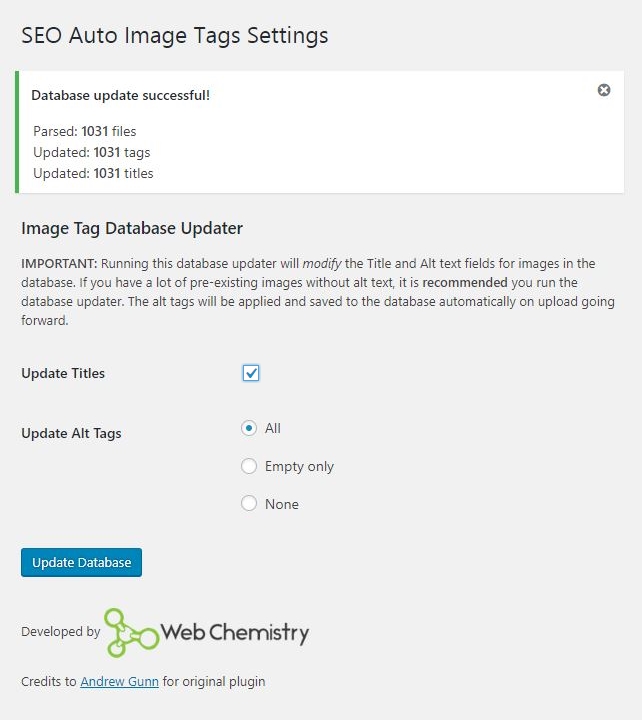 SEO Auto Image Tags Settings
Database update successful!
Parsed: 1031 files
Updated: 1031 tags
Updated: 1031 titles
Image Tag Database Updater
IMPORTANT: Running this database updater will modify the Title and Alt text fields for images in the
database. If you have a lot of pre-existing images without alt text, it is recommended you run the
database updater. The alt tags will be applied and saved to the database automatically on upload going
forward.
Update Titles
Update Alt Tags
All
Empty only
None
Update Database
Developed by Web Chemistry
Credits to Andrew Gunn for original plugin